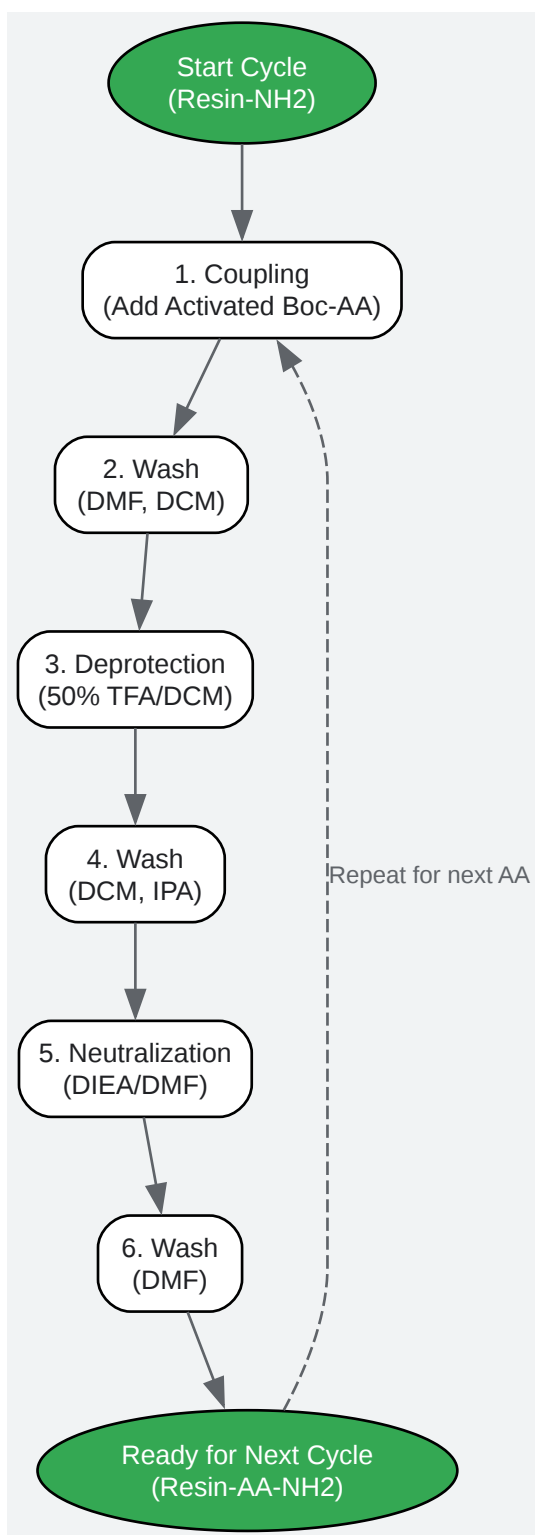 Start Cycle
(Resin-NH2)
1. Coupling
(Add Activated Boc-AA)
2. Wash
(DMF, DCM)
3. Deprotection
(50% TFA/DCM)
4. Wash
(DCM, IPA)
Repeat for next AA
5. Neutralization
(DIEA/DMF)
6. Wash
(DMF)
Ready for Next Cycle
(Resin-AA-NH2)